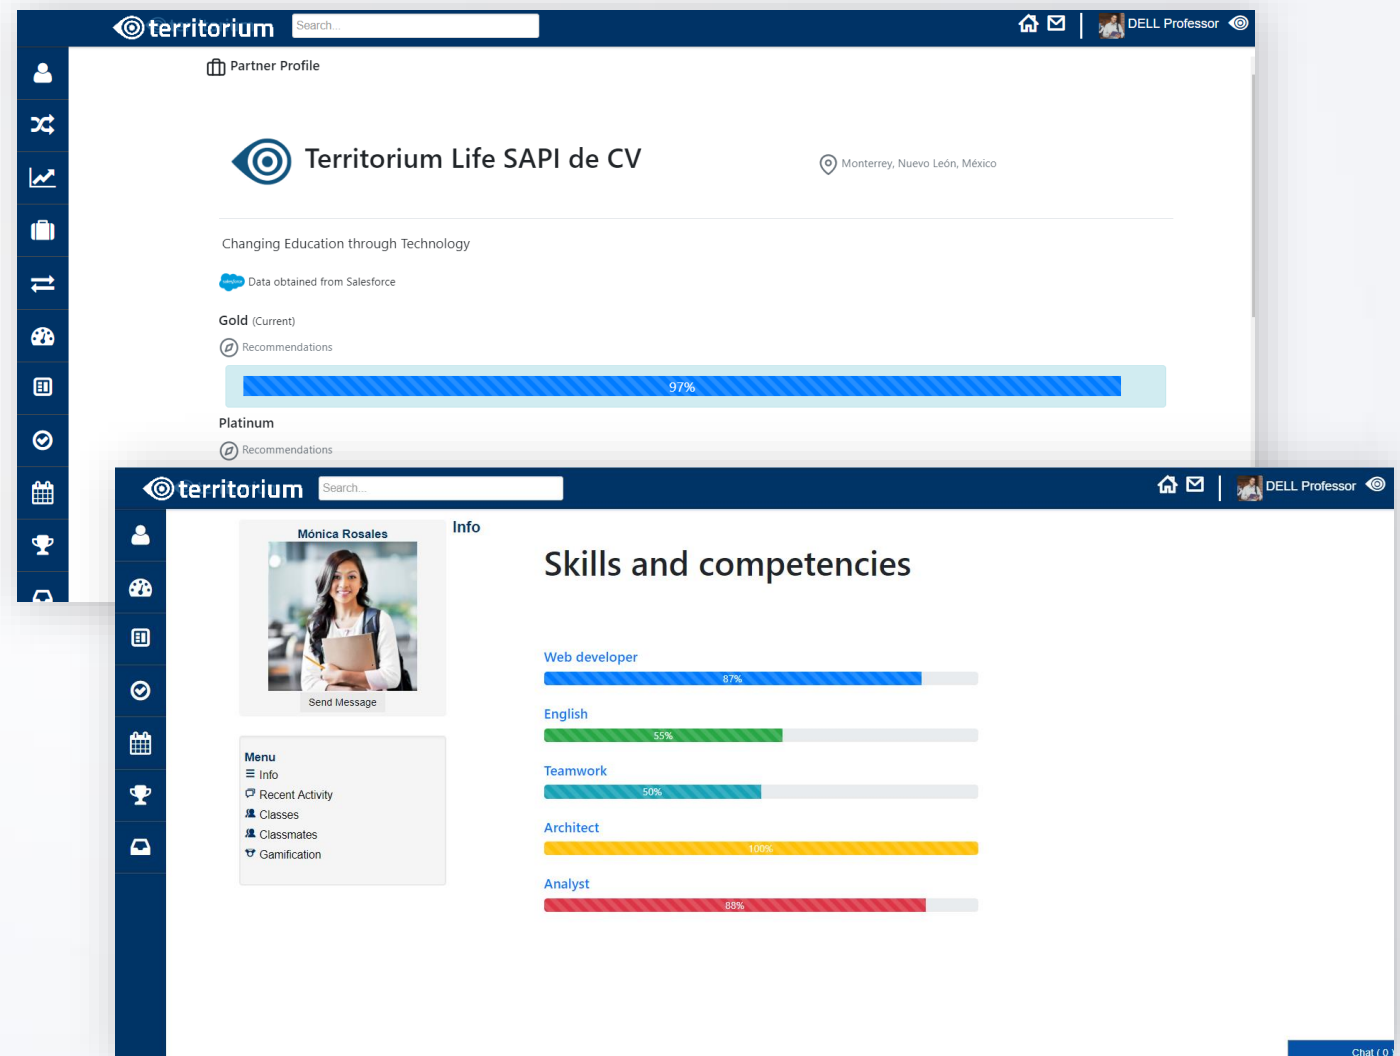 territorium Search... DELL Professor
Partner Profile
Territorium Life SAPI de CV
Monterrey, Nuevo León, México
Changing Education through Technology
salesforce Data obtained from Salesforce
Gold (Current)
Recommendations
97%
Platinum
Recommendations
territorium Search... DELL Professor
Mónica Rosales
Send Message
Menu
Info
Recent Activity
Classes
Classmates
Gamification
Info
Skills and competencies
Web developer
87%
English
55%
Teamwork
50%
Architect
100%
Analyst
88%
Chat ( 0 )